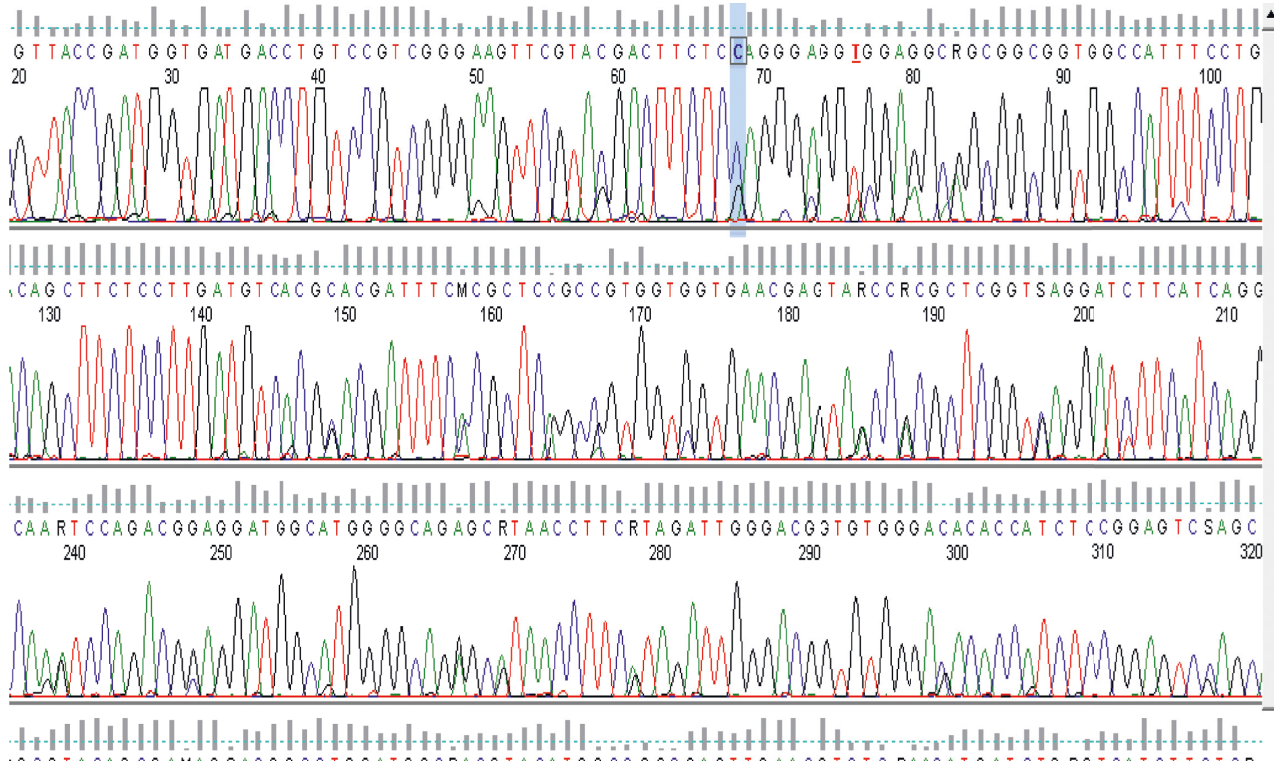 GTTACCGATGGTGATGACCTGTCCGTCGGGAAGTTCGTACGACTTCTCCAGGGAGGTGGAGGCRGCGGCGGTGGCCATTTCCTG
20 30 40 50 60 70 80 90 100
CAGCTTCTCCTTGATGTCACGCACGATTTCMCGCTCCGCCGTGGTGGTGAACGAGTARCCRCGCTCGGTSAGGATCTTCATCAGG
130 140 150 160 170 180 190 200 210
CAARTCCAGACGGAGGATGGCATGGGGCAGAGCRTAACCTTCRTAGATTGGGACGGTGTGGGACACACCATCTCCGGAGTCSAGC
240 250 260 270 280 290 300 310 320